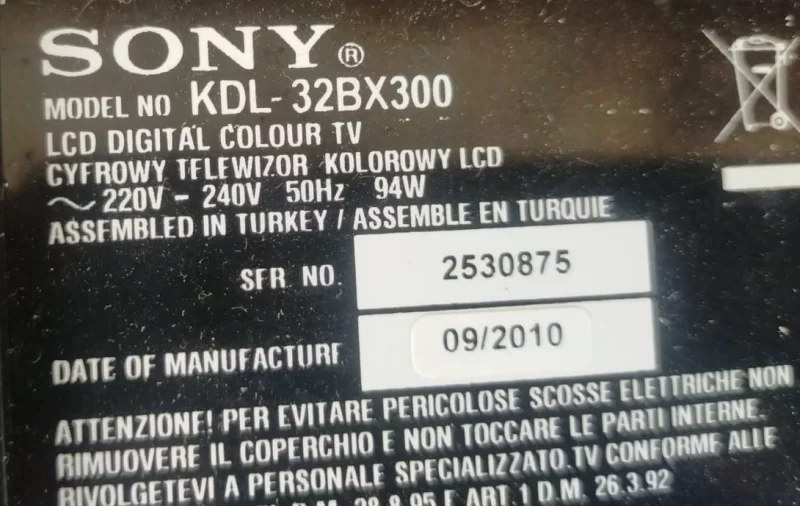 SONY®
MODEL NO KDL-32BX300
LCD DIGITAL COLOUR TV
CYFROWY TELEWIZOR KOLOROWY LCD
~ 220V - 240V 50Hz 94W
ASSEMBLED IN TURKEY / ASSEMBLE EN TURQUIE
SER NO. 2530875
DATE OF MANUFACTURE 09/2010
ATTENZIONE! PER EVITARE PERICOLOSE SCOSSE ELETTRICHE NON
RIMUOVERE IL COPERCHIO E NON TOCCARE LE PARTI INTERNE.
RIVOLGETEVI A PERSONALE SPECIALIZZATO.TV CONFORME ALLE
D.M. 28.8.95 E ART.1 D.M. 26.3.92